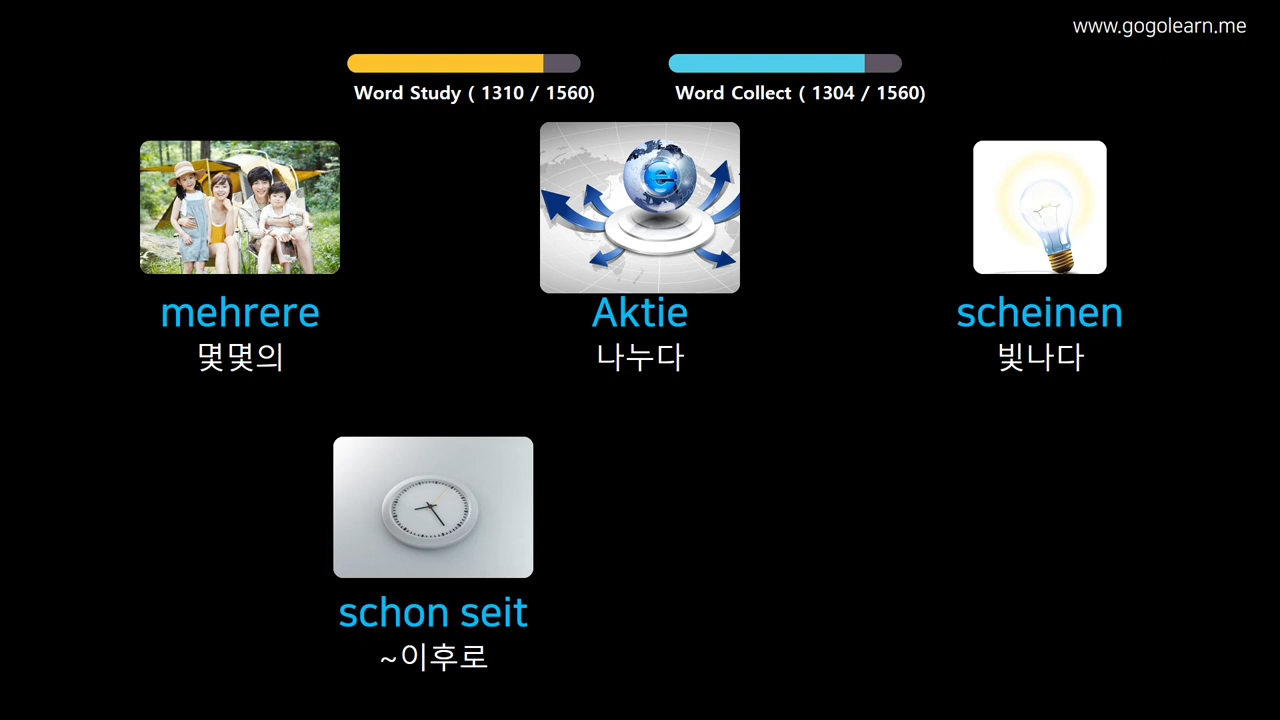 www.gogolearn.me
Word Study ( 1310 / 1560)
Word Collect ( 1304 / 1560)
e
mehrere
몇몇의
Aktie
나누다
scheinen
빛나다
schon seit
~이후로